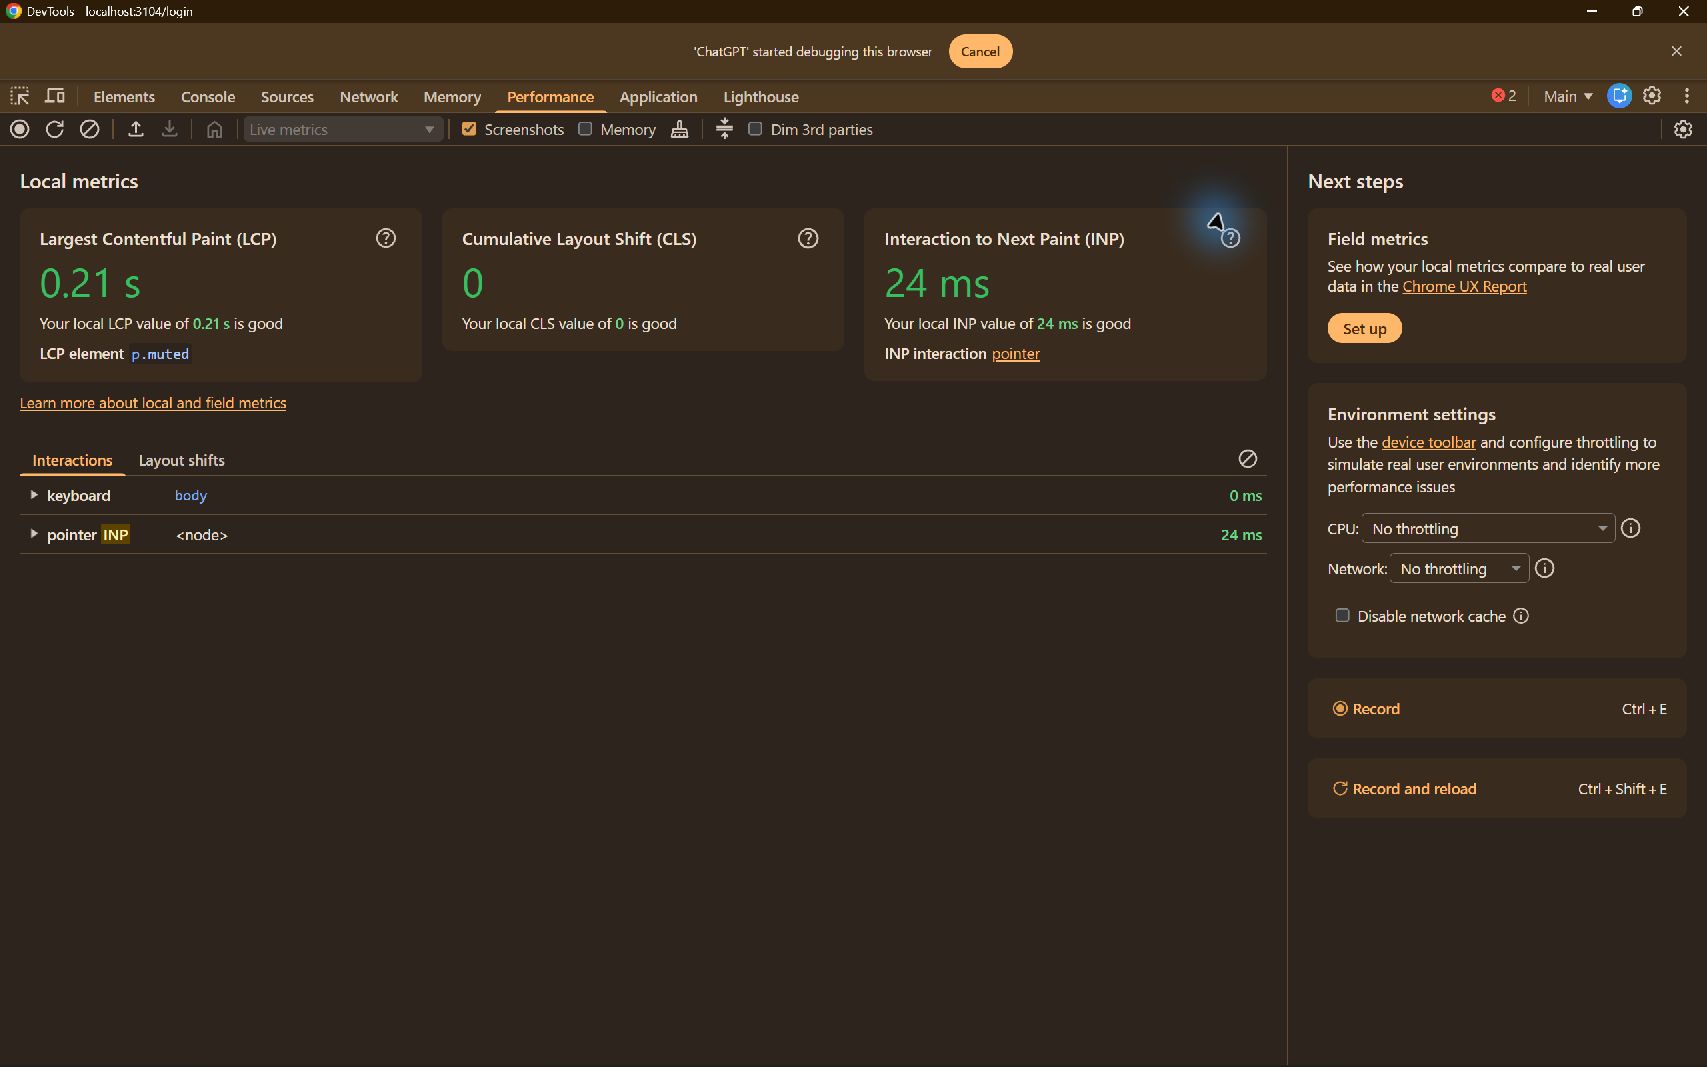 DevTools localhost:3104/login
'ChatGPT' started debugging this browser Cancel
Elements Console Sources Network Memory Performance Application Lighthouse 2 Main
Live metrics Screenshots Memory Dim 3rd parties
Local metrics
Largest Contentful Paint (LCP)
0.21 s
Your local LCP value of 0.21 s is good
LCP element p.muted
Cumulative Layout Shift (CLS)
0
Your local CLS value of 0 is good
Interaction to Next Paint (INP)
24 ms
Your local INP value of 24 ms is good
INP interaction pointer
Learn more about local and field metrics
Interactions Layout shifts
keyboard body 0 ms
pointer INP <node> 24 ms
Next steps
Field metrics
See how your local metrics compare to real user
data in the Chrome UX Report
Set up
Environment settings
Use the device toolbar and configure throttling to
simulate real user environments and identify more
performance issues
CPU: No throttling
Network: No throttling
Disable network cache
Record Ctrl + E
Record and reload Ctrl + Shift + E